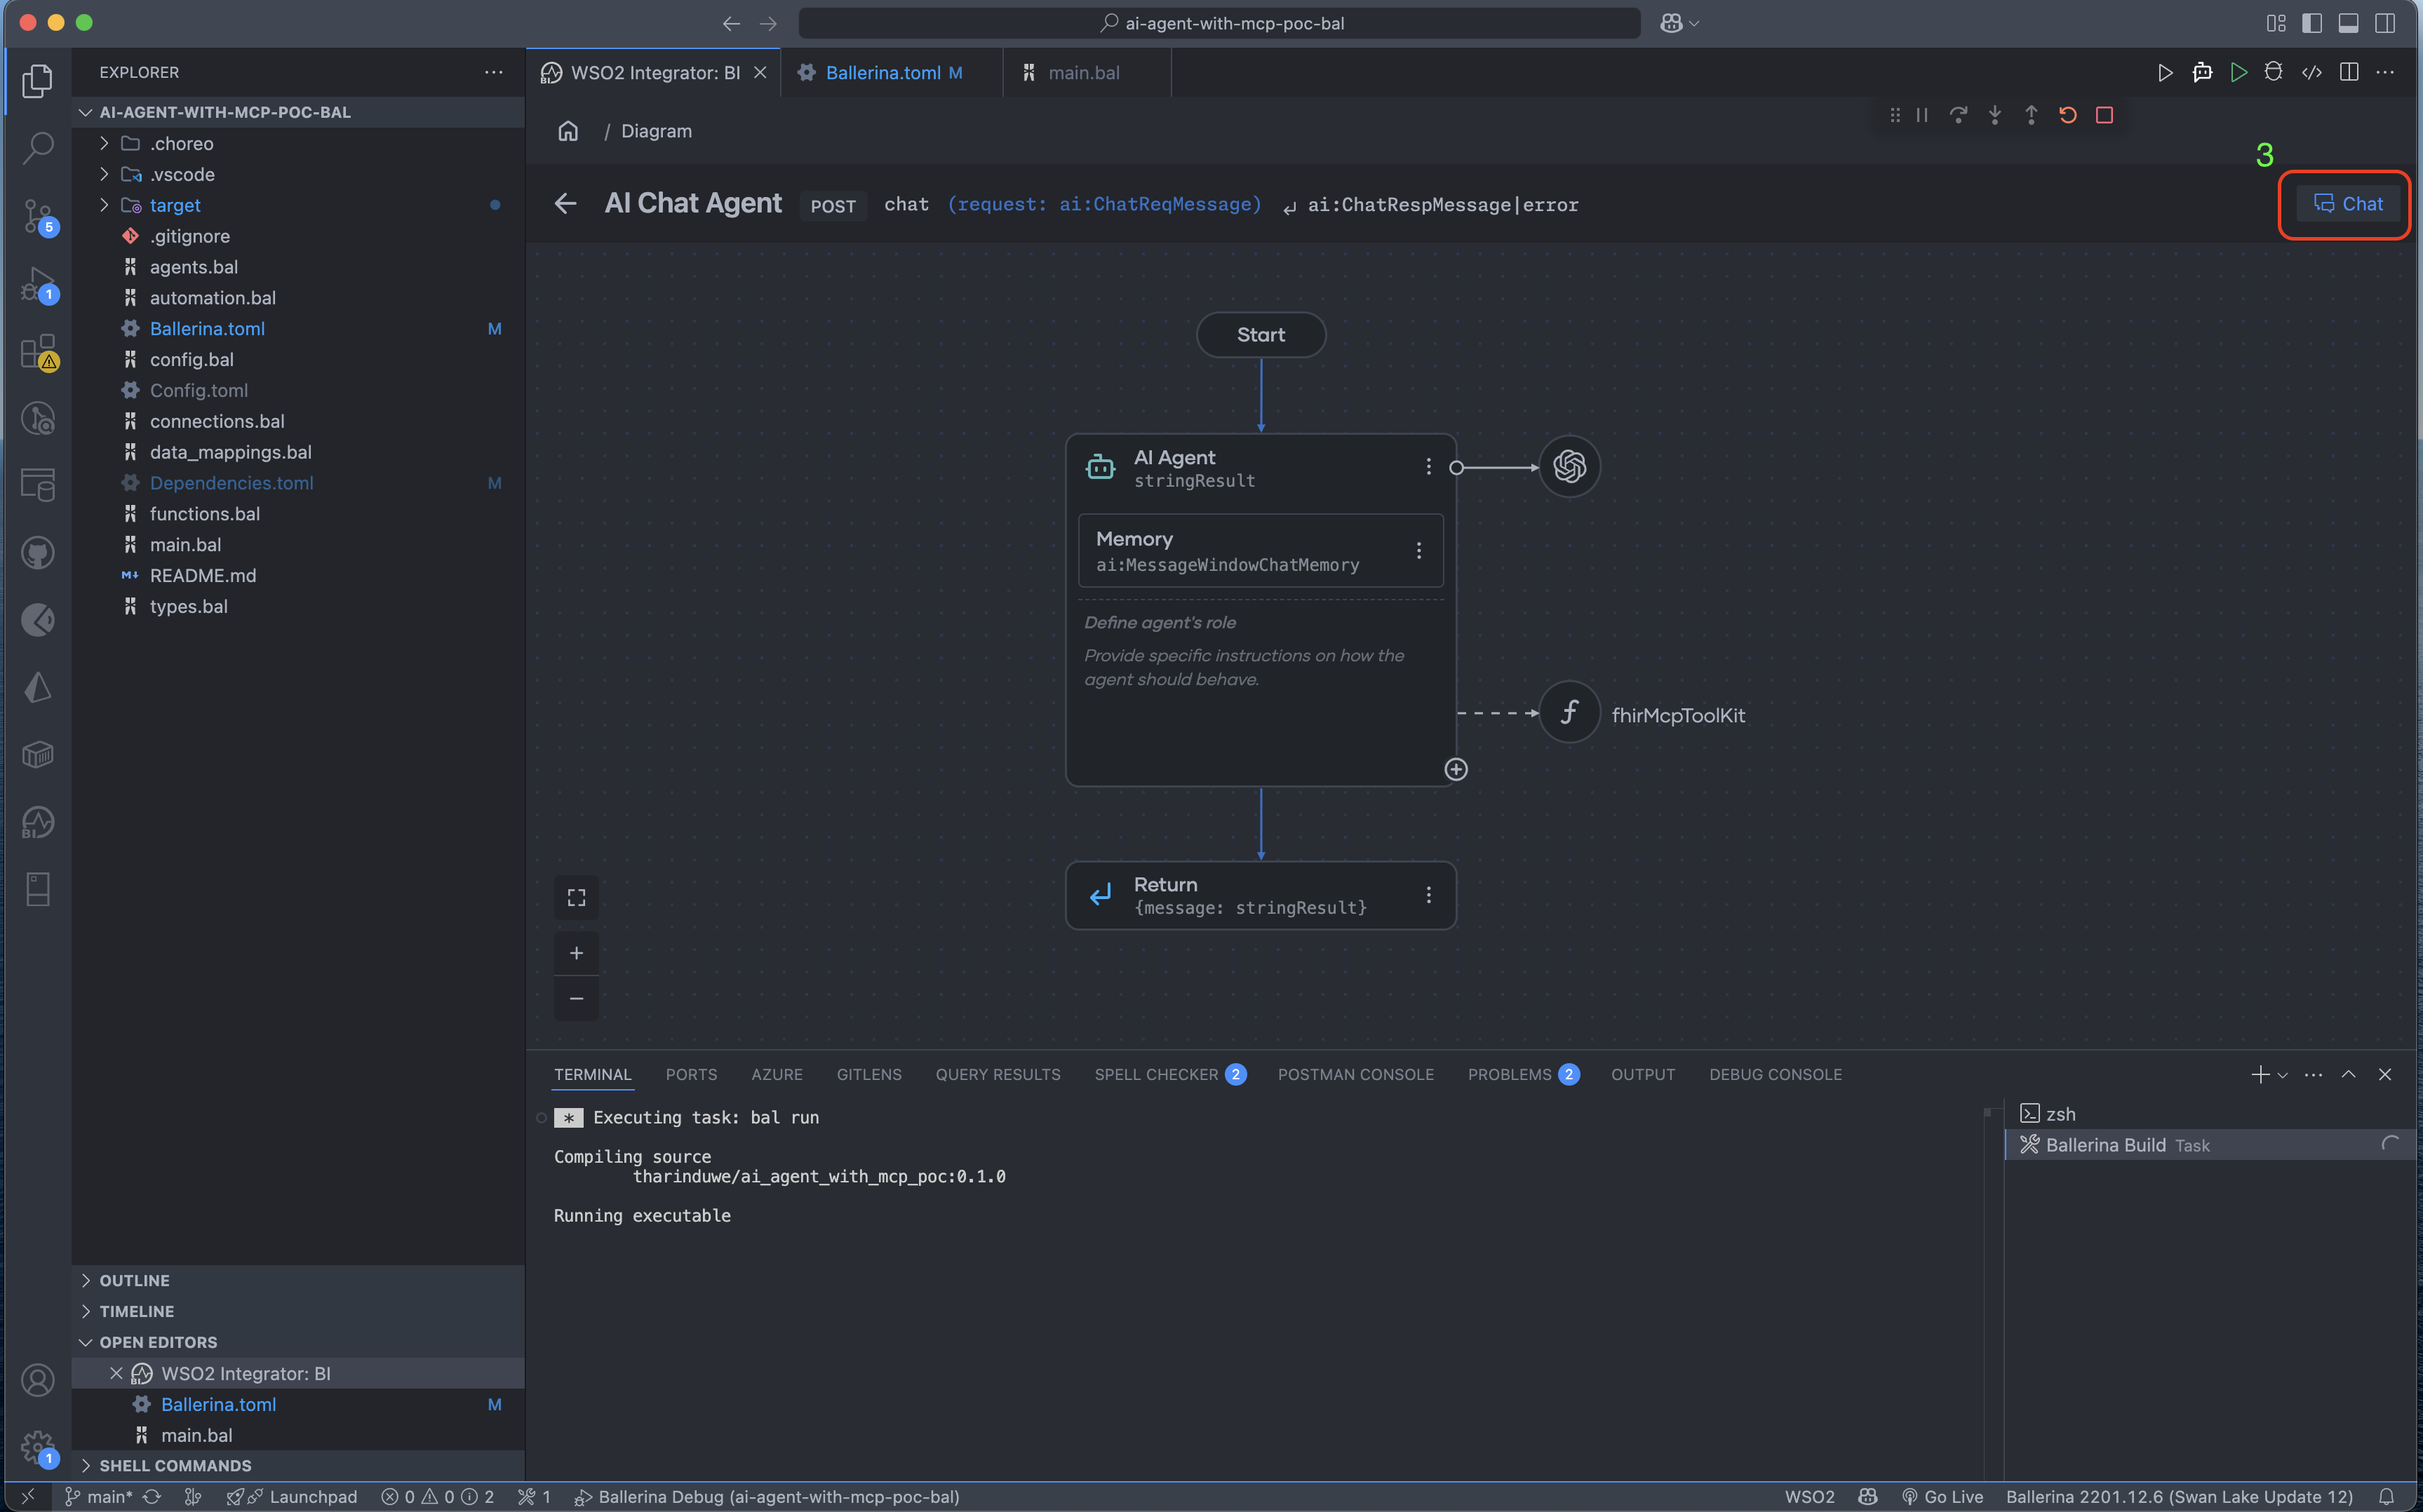 ai-agent-with-mcp-poc-bal
EXPLORER
WSO2 Integrator: BI
Ballerina.toml M
main.bal
AI-AGENT-WITH-MCP-POC-BAL
.choreo
.vscode
target
.gitignore
agents.bal
automation.bal
Ballerina.toml M
config.bal
Config.toml
connections.bal
data_mappings.bal
Dependencies.toml M
functions.bal
main.bal
README.md
types.bal
5
1
BI
/ Diagram
3
AI Chat Agent POST chat (request: ai:ChatReqMessage) ai:ChatRespMessage|error
Chat
Start
AI Agent
stringResult
Memory
ai:MessageWindowChatMemory
Define agent's role
Provide specific instructions on how the
agent should behave.
fhirMcpToolKit
Return
{message: stringResult}
TERMINAL PORTS AZURE GITLENS QUERY RESULTS SPELL CHECKER 2 POSTMAN CONSOLE PROBLEMS 2 OUTPUT DEBUG CONSOLE
* Executing task: bal run
Compiling source
tharinduwe/ai_agent_with_mcp_poc:0.1.0
Running executable
zsh
Ballerina Build Task
OUTLINE
TIMELINE
OPEN EDITORS
WSO2 Integrator: BI
Ballerina.toml M
main.bal
SHELL COMMANDS
1
main* Launchpad 0 0 2 1 Ballerina Debug (ai-agent-with-mcp-poc-bal) WSO2 Go Live Ballerina 2201.12.6 (Swan Lake Update 12)